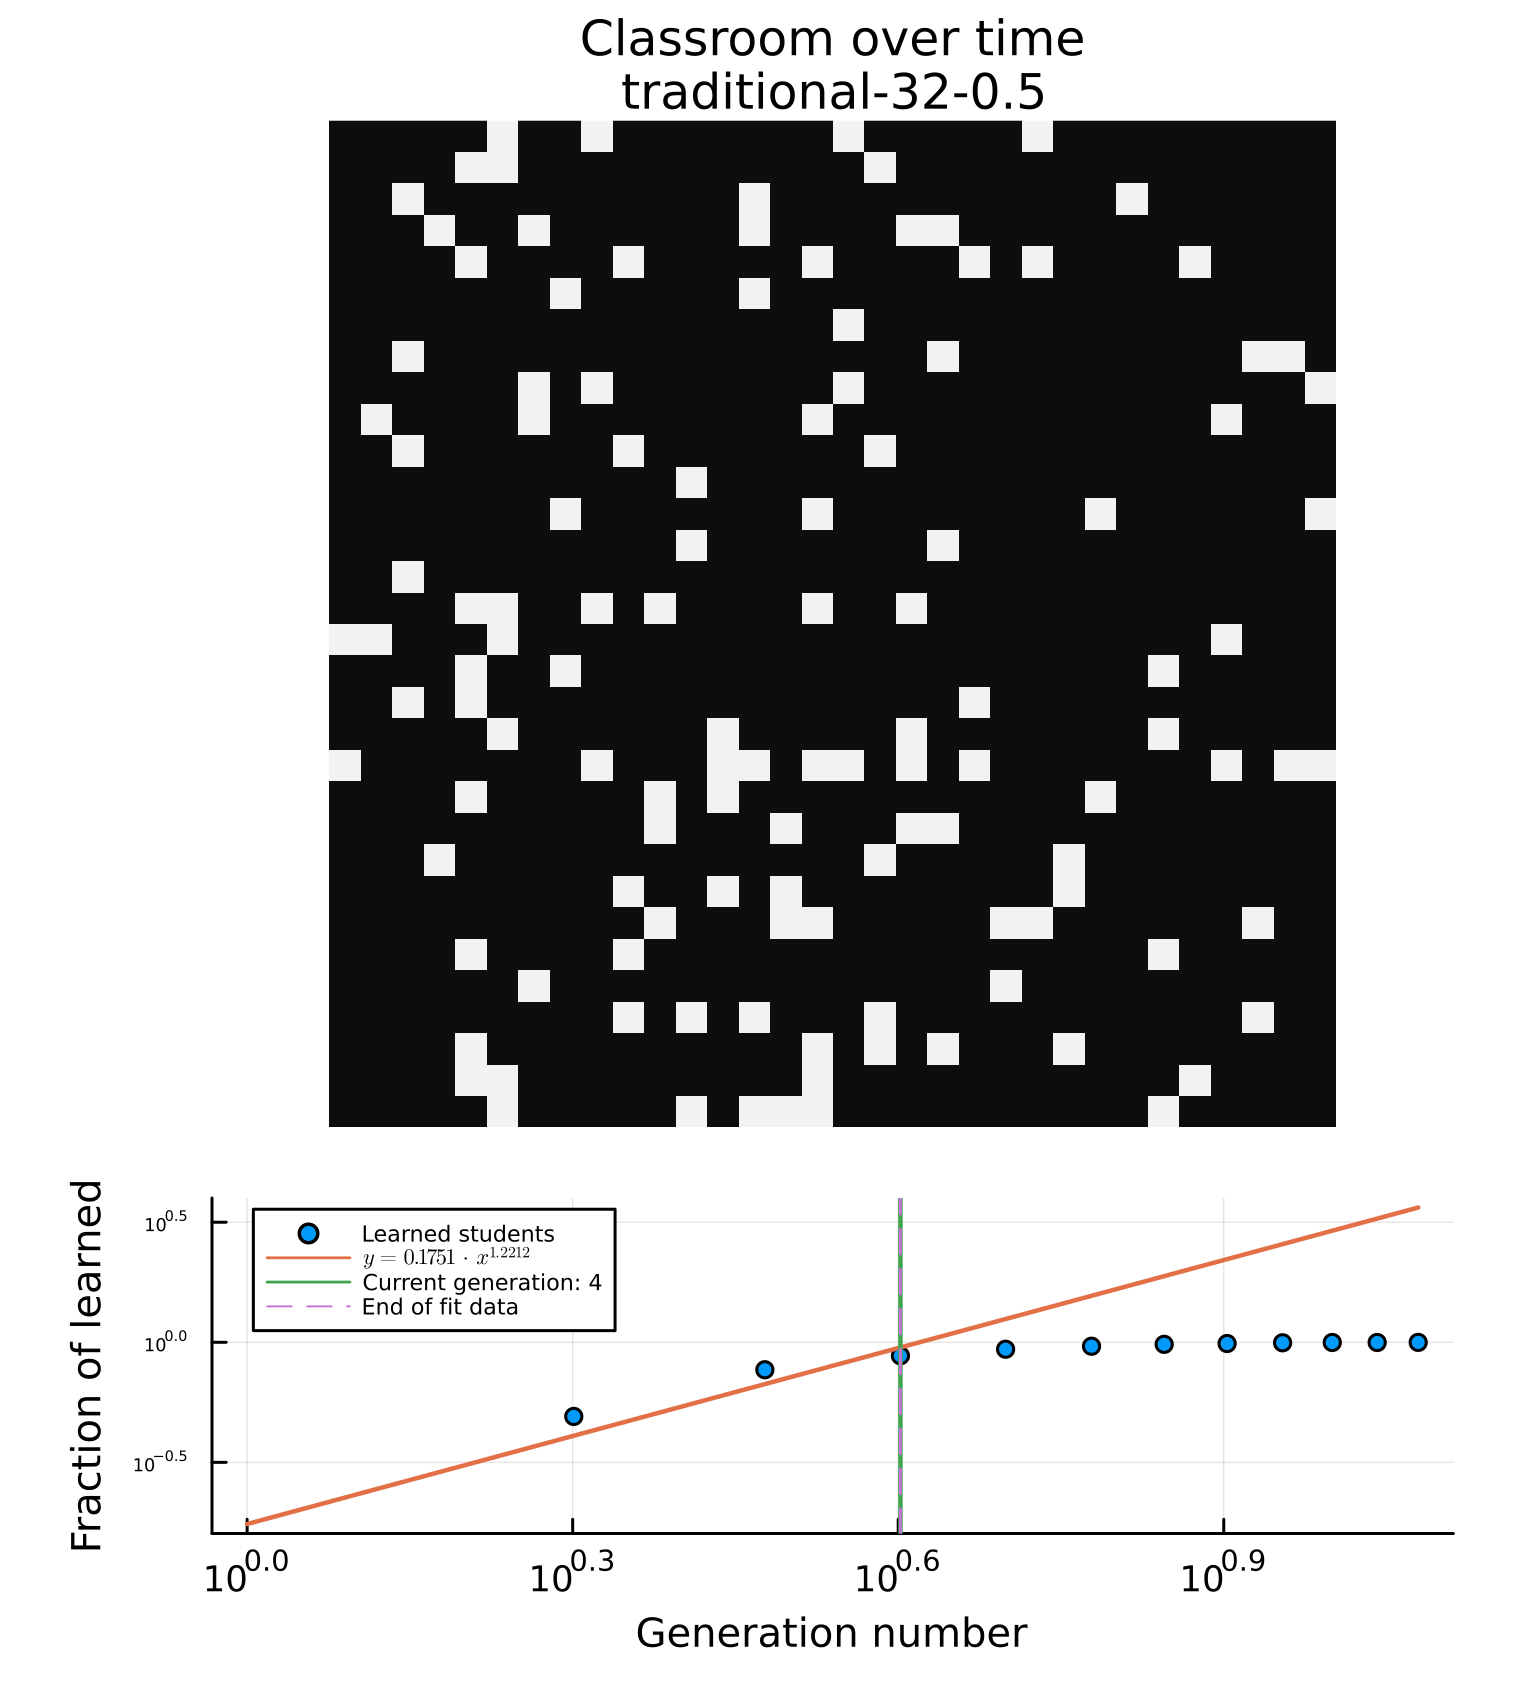 Classroom over time
traditional-32-0.5
Fraction of learned
10^0.5
10^0.0
10^−0.5
Learned students
y = 0.1751 · x^1.2212
Current generation: 4
End of fit data
10^0.0 10^0.3 10^0.6 10^0.9
Generation number